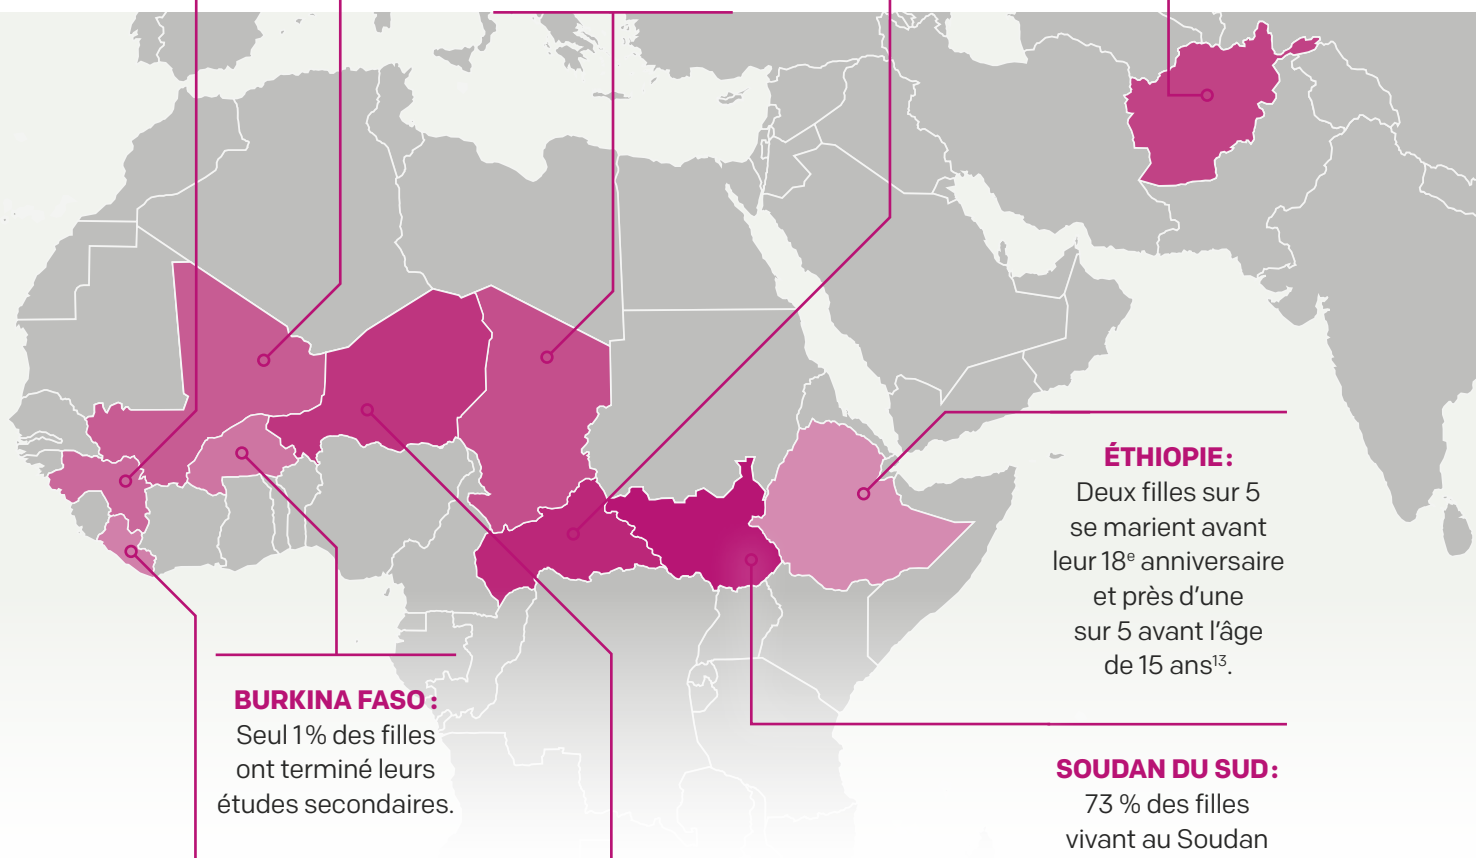 ÉTHIOPIE :
Deux filles sur 5
se marient avant
leur 18e anniversaire
et près d’une
sur 5 avant l’âge
de 15 ans13.
BURKINA FASO :
Seul 1 % des filles
ont terminé leurs
études secondaires.
SOUDAN DU SUD :
73 % des filles
vivant au Soudan